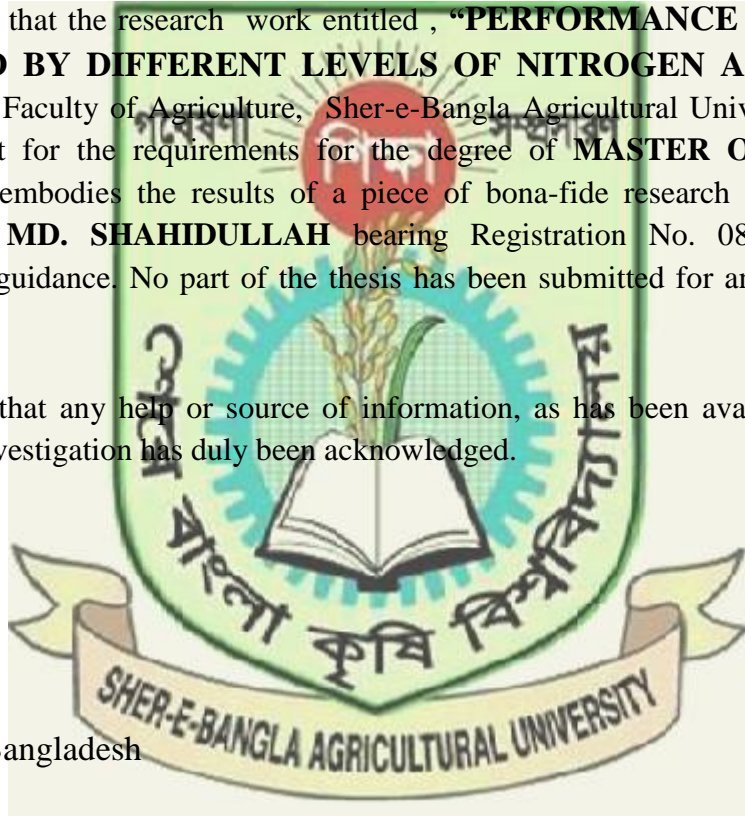 that the research work entitled , “PERFORMANCE
D BY DIFFERENT LEVELS OF NITROGEN A
Faculty of Agriculture, Sher-e-Bangla Agricultural Univ
t for the requirements for the degree of MASTER O
embodies the results of a piece of bona-fide research
MD. SHAHIDULLAH bearing Registration No. 08
guidance. No part of the thesis has been submitted for an
that any help or source of information, as has been ava
vestigation has duly been acknowledged.
Bangladesh
শিক্ষা
গবেষণা সম্প্রসারণ
শেরে বাংলা কৃষি বিশ্ববিদ্যালয়
SHER-E-BANGLA AGRICULTURAL UNIVERSITY